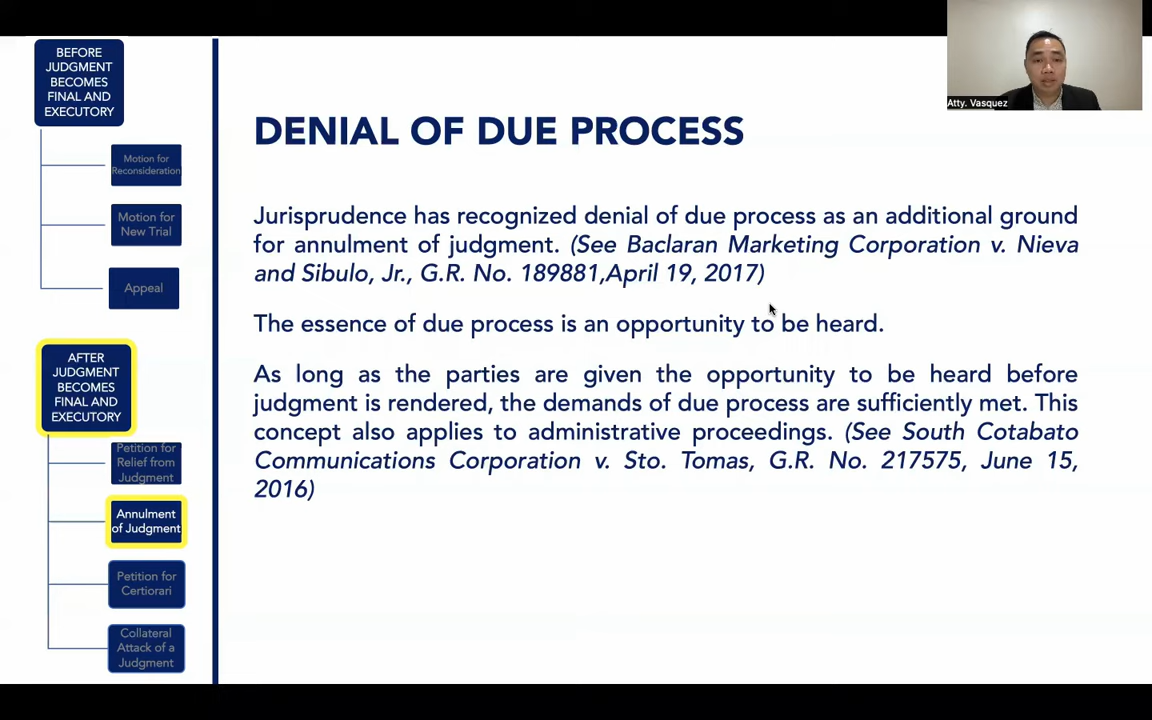 BEFORE
JUDGMENT
BECOMES
FINAL AND
EXECUTORY
Motion for
Reconsideration
Motion for
New Trial
Appeal
AFTER
JUDGMENT
BECOMES
FINAL AND
EXECUTORY
Petition for
Relief from
Judgment
Annulment
of Judgment
Petition for
Certiorari
Collateral
Attack of a
Judgment
DENIAL OF DUE PROCESS
Jurisprudence has recognized denial of due process as an additional ground
for annulment of judgment. (See Baclaran Marketing Corporation v. Nieva
and Sibulo, Jr., G.R. No. 189881,April 19, 2017)
The essence of due process is an opportunity to be heard.
As long as the parties are given the opportunity to be heard before
judgment is rendered, the demands of due process are sufficiently met. This
concept also applies to administrative proceedings. (See South Cotabato
Communications Corporation v. Sto. Tomas, G.R. No. 217575, June 15,
2016)
Atty. Vasquez